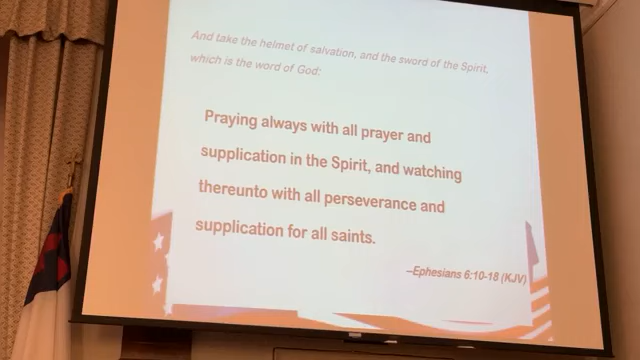 And take the helmet of salvation, and the sword of the Spirit,
which is the word of God:
Praying always with all prayer and
supplication in the Spirit, and watching
thereunto with all perseverance and
supplication for all saints.
–Ephesians 6:10-18 (KJV)